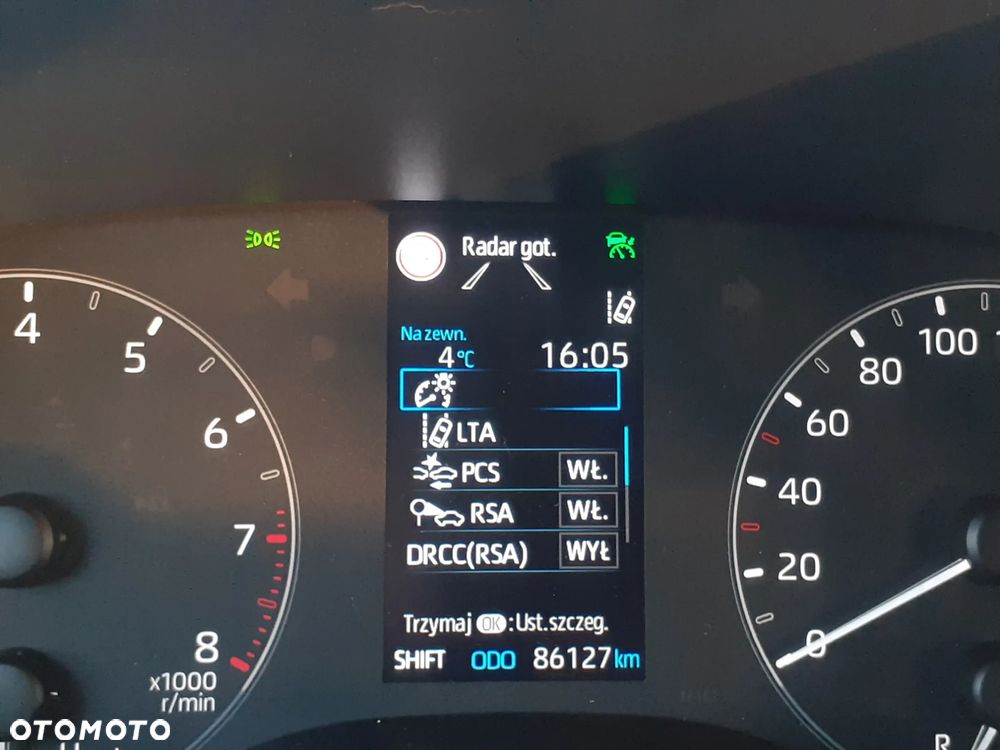 Radar got.
Na zewn.
4°C 16:05
LTA
PCS WŁ.
RSA WŁ.
DRCC(RSA) WYŁ
Trzymaj OK :Ust.szczeg.
SHIFT ODO 86127 km
4
5
6
7
8
x1000
r/min
100
80
60
40
20
0
R
OTOMOTO